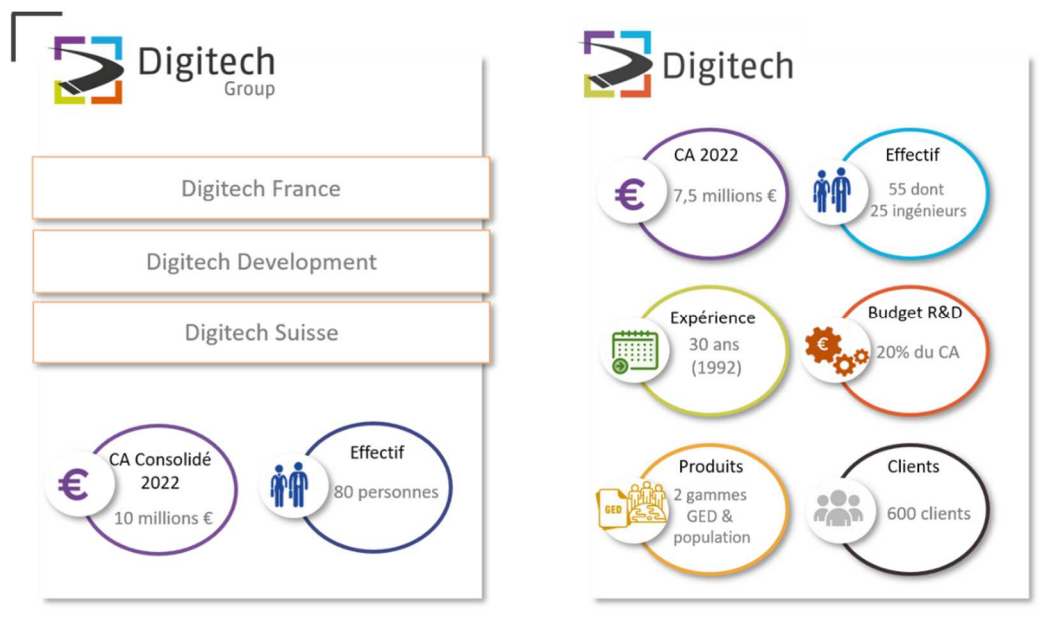 Digitech
Group
Digitech France
Digitech Development
Digitech Suisse
CA Consolidé
2022
10 millions €
€
Effectif
80 personnes
Digitech
CA 2022
7,5 millions €
€
Effectif
55 dont
25 ingénieurs
Expérience
30 ans
(1992)
Budget R&D
20% du CA
€
Produits
2 gammes
GED &
population
GED
Clients
600 clients